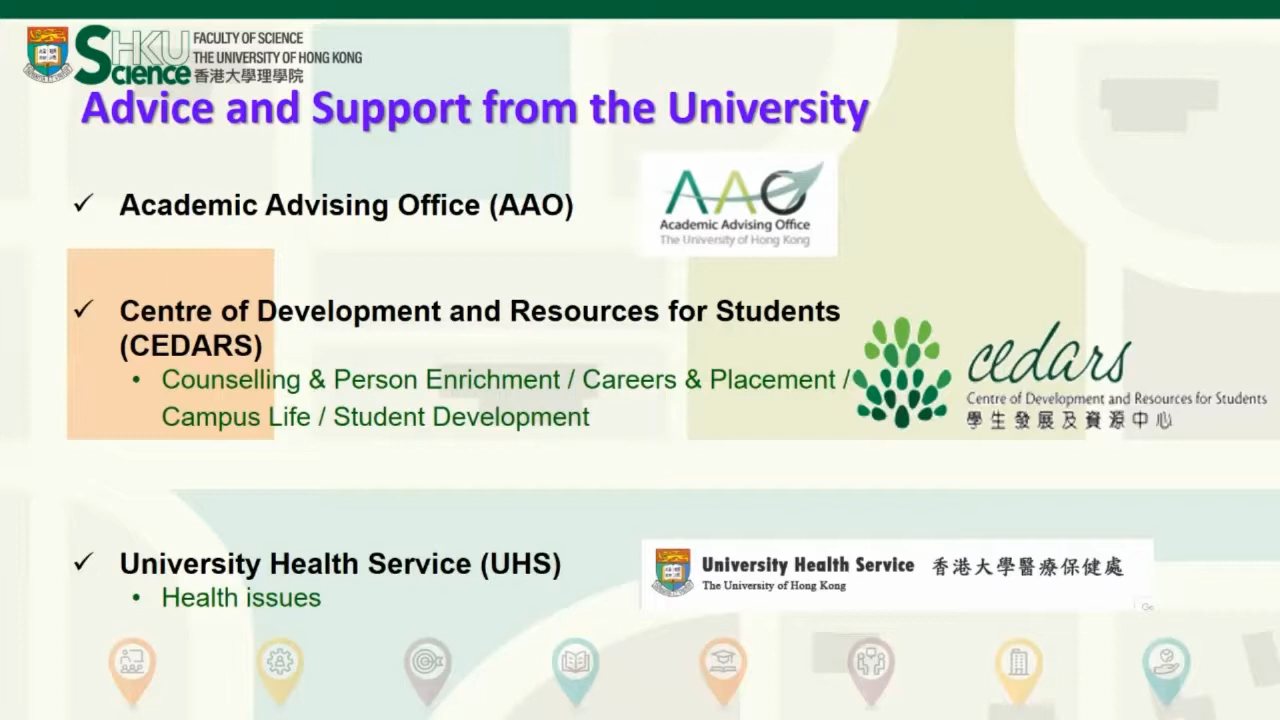 HKU
Science
FACULTY OF SCIENCE
THE UNIVERSITY OF HONG KONG
香港大學理學院
Advice and Support from the University
✓ Academic Advising Office (AAO)
AAO
Academic Advising Office
The University of Hong Kong
✓ Centre of Development and Resources for Students
(CEDARS)
• Counselling & Person Enrichment / Careers & Placement /
Campus Life / Student Development
cedars
Centre of Development and Resources for Students
學生發展及資源中心
✓ University Health Service (UHS)
• Health issues
University Health Service 香港大學醫療保健處
The University of Hong Kong
Ge